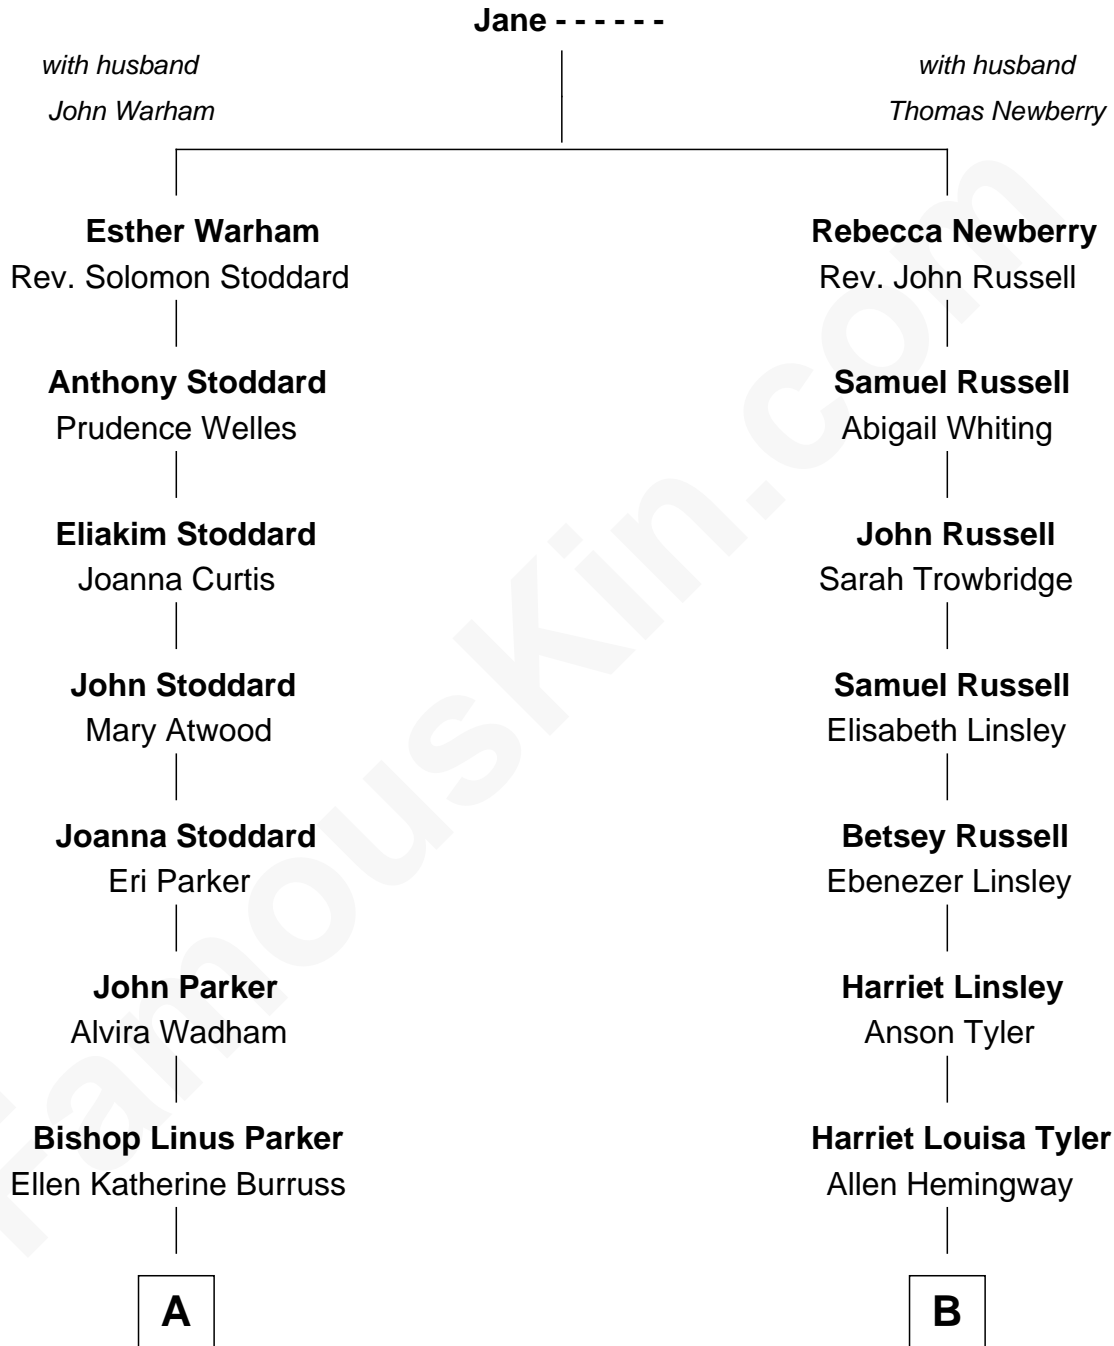 Jane - - - - - -
with husband
John Warham
with husband
Thomas Newberry
Esther Warham
Rev. Solomon Stoddard
Rebecca Newberry
Rev. John Russell
Anthony Stoddard
Prudence Welles
Samuel Russell
Abigail Whiting
Eliakim Stoddard
Joanna Curtis
John Russell
Sarah Trowbridge
John Stoddard
Mary Atwood
Samuel Russell
Elisabeth Linsley
Joanna Stoddard
Eri Parker
Betsey Russell
Ebenezer Linsley
John Parker
Alvira Wadham
Harriet Linsley
Anson Tyler
Bishop Linus Parker
Ellen Katherine Burruss
Harriet Louisa Tyler
Allen Hemingway
A
B
FamousKin.com